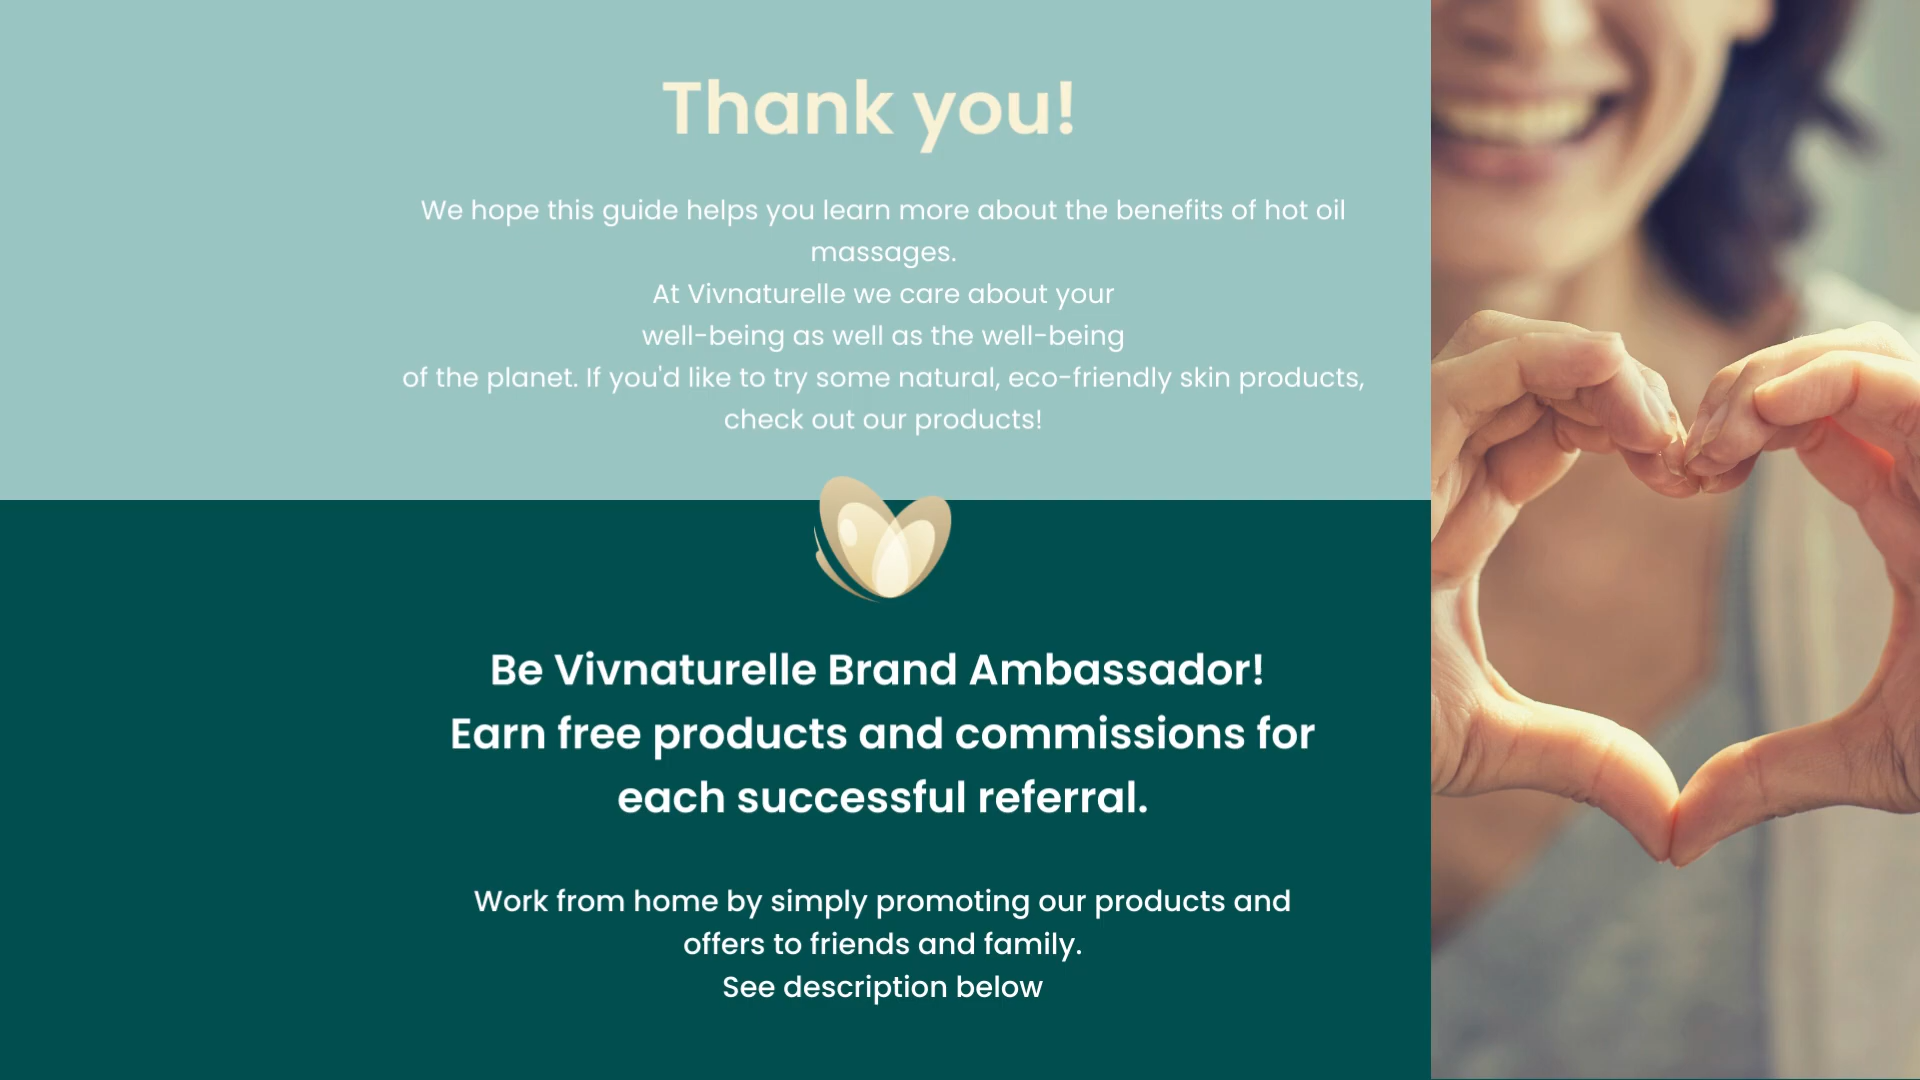 Thank you!
We hope this guide helps you learn more about the benefits of hot oil
massages.
At Vivnaturelle we care about your
well-being as well as the well-being
of the planet. If you'd like to try some natural, eco-friendly skin products,
check out our products!
Be Vivnaturelle Brand Ambassador!
Earn free products and commissions for
each successful referral.
Work from home by simply promoting our products and
offers to friends and family.
See description below